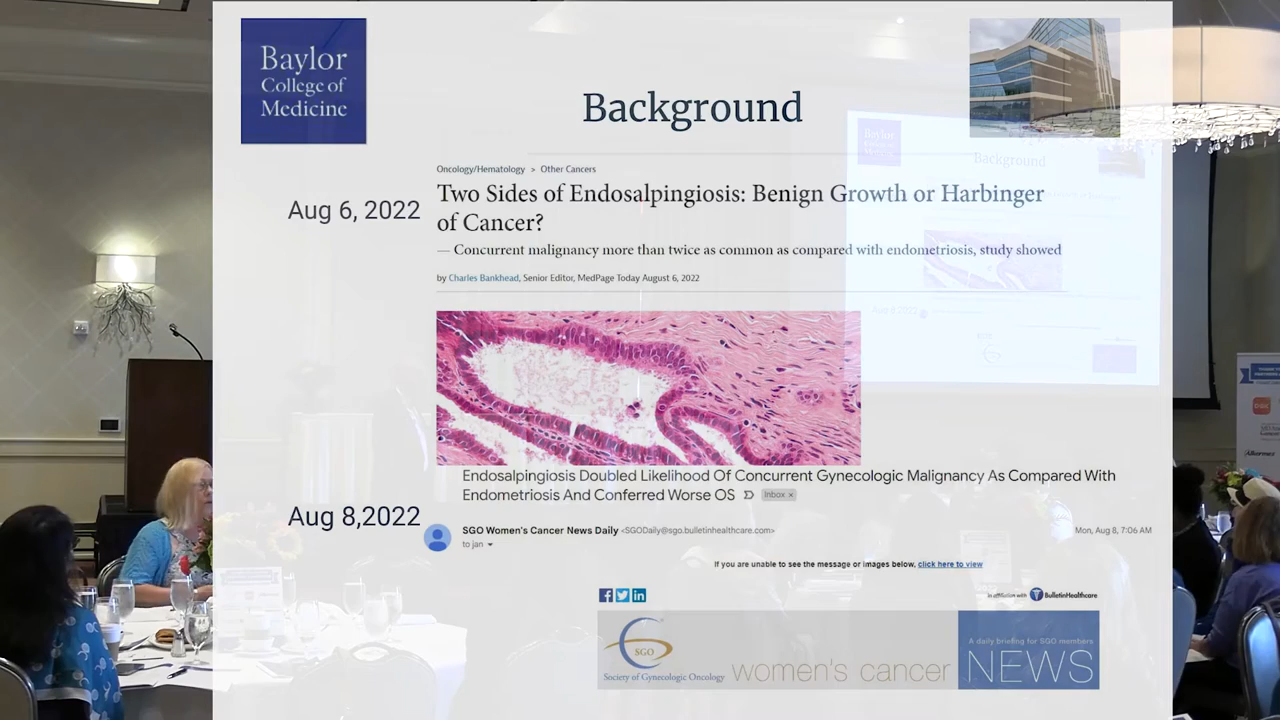 Baylor
College of
Medicine
Background
Oncology/Hematology > Other Cancers
Aug 6, 2022
Two Sides of Endosalpingiosis: Benign Growth or Harbinger
of Cancer?
— Concurrent malignancy more than twice as common as compared with endometriosis, study showed
by Charles Bankhead, Senior Editor, MedPage Today August 6, 2022
Baylor
Background
Endosalpingiosis Doubled Likelihood Of Concurrent Gynecologic Malignancy As Compared With
Endometriosis And Conferred Worse OS Inbox ×
Aug 8,2022
SGO Women's Cancer News Daily <SGODaily@sgo.bulletinhealthcare.com>
Mon, Aug 8, 7:06 AM
to jan
If you are unable to see the message or images below, click here to view
in affiliation with BulletinHealthcare
SGO
Society of Gynecologic Oncology
women's cancer
A daily briefing for SGO members
NEWS
Alkermes